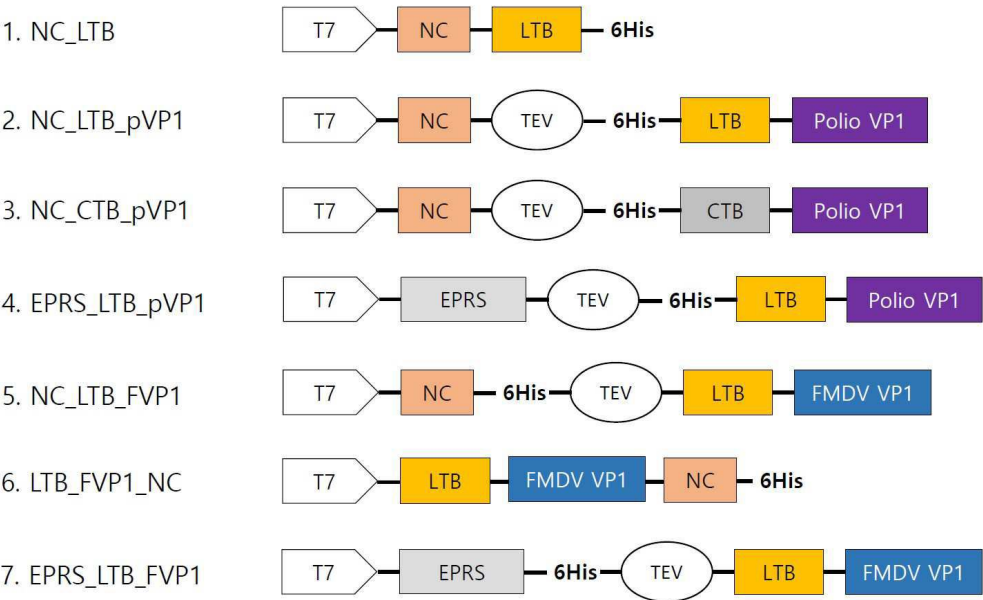 1. NC_LTB T7 NC LTB 6His
2. NC_LTB_pVP1 T7 NC TEV 6His LTB Polio VP1
3. NC_CTB_pVP1 T7 NC TEV 6His CTB Polio VP1
4. EPRS_LTB_pVP1 T7 EPRS TEV 6His LTB Polio VP1
5. NC_LTB_FVP1 T7 NC 6His TEV LTB FMDV VP1
6. LTB_FVP1_NC T7 LTB FMDV VP1 NC 6His
7. EPRS_LTB_FVP1 T7 EPRS 6His TEV LTB FMDV VP1